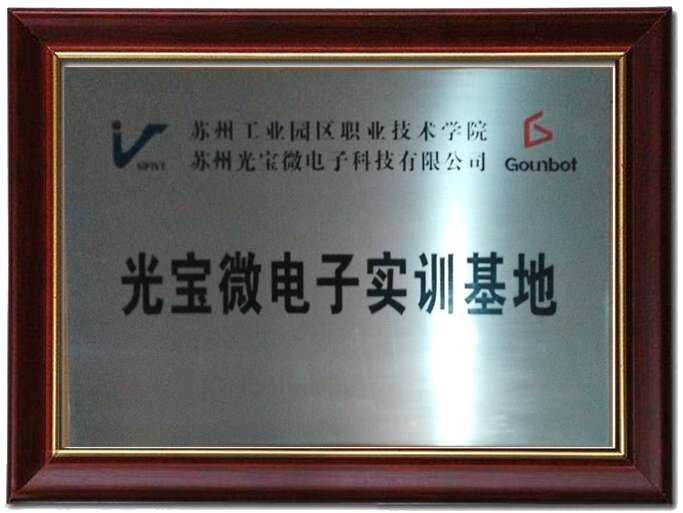 苏州工业园区职业技术学院
苏州光宝微电子科技有限公司
SIPIVT
Gounbot
光宝微电子实训基地